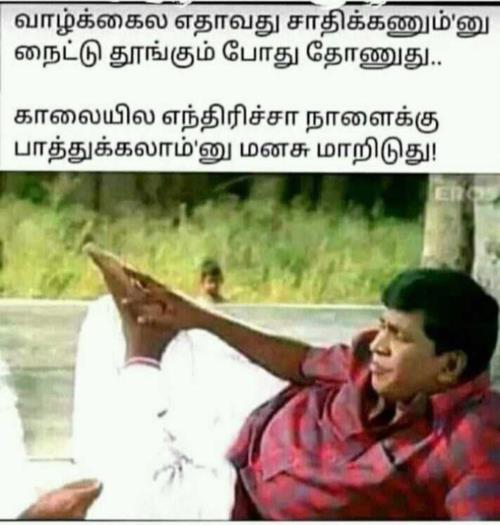 வாழ்க்கைல எதாவது சாதிக்கணும்'னு
நைட்டு தூங்கும் போது தோணுது..
காலையில எந்திரிச்சா நாளைக்கு
பாத்துக்கலாம்'னு மனசு மாறிடுது!